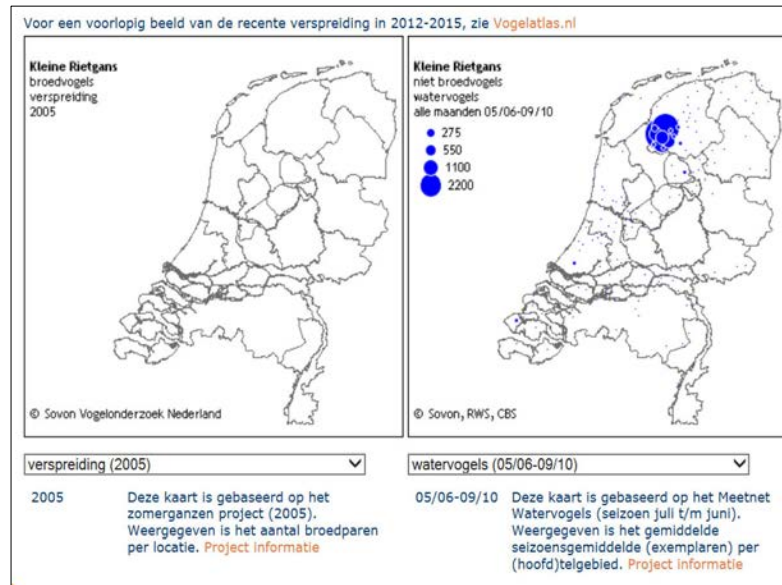 Voor een voorlopig beeld van de recente verspreiding in 2012-2015, zie Vogelatlas.nl
Kleine Rietgans
broedvogels
verspreiding
2005
© Sovon Vogelonderzoek Nederland
Kleine Rietgans
niet broedvogels
watervogels
alle maanden 05/06-09/10
275
550
1100
2200
© Sovon, RWS, CBS
verspreiding (2005)
watervogels (05/06-09/10)
2005
Deze kaart is gebaseerd op het
zomerganzen project (2005).
Weergegeven is het aantal broedparen
per locatie. Project informatie
05/06-09/10
Deze kaart is gebaseerd op het Meetnet
Watervogels (seizoen juli t/m juni).
Weergegeven is het gemiddelde
seizoensgemiddelde (exemplaren) per
(hoofd)telgebied. Project informatie